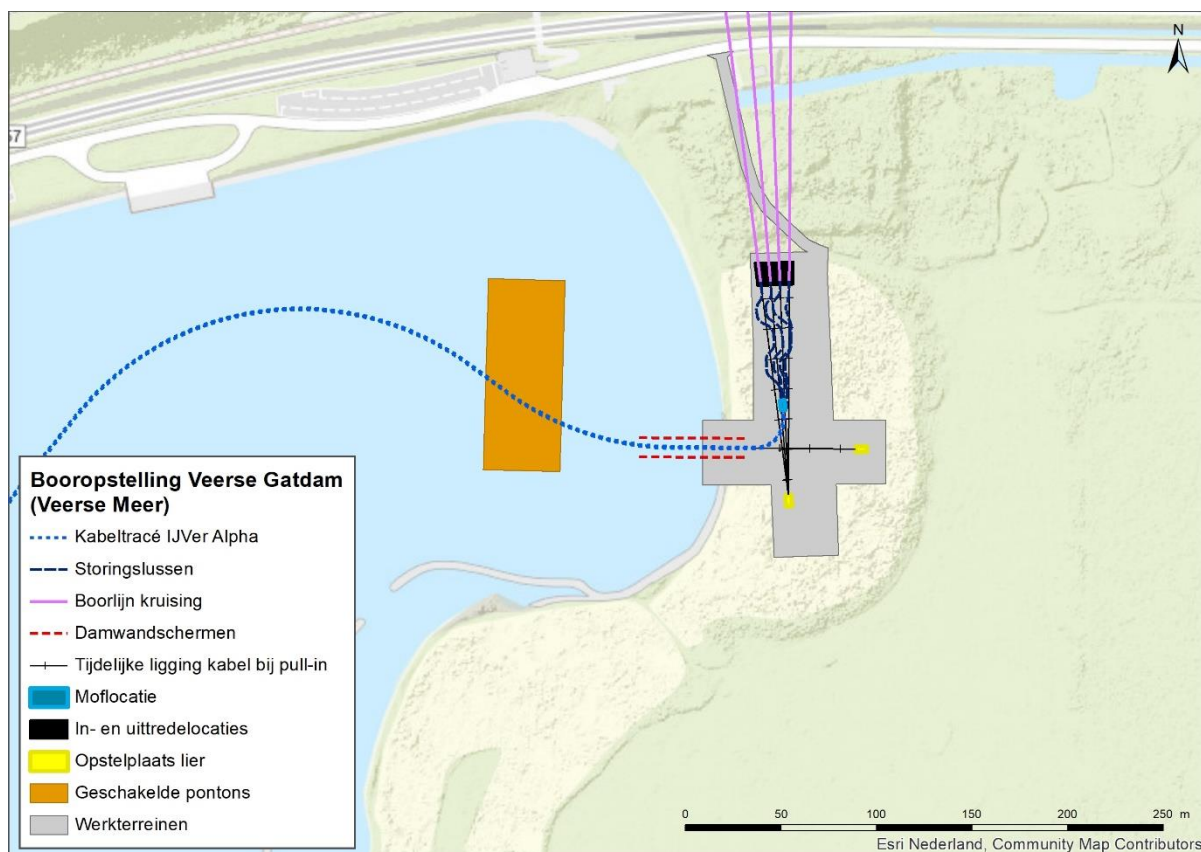 N
57
Booropstelling Veerse Gatdam
(Veerse Meer)
Kabeltracé IJVer Alpha
Storingslussen
Boorlijn kruising
Damwandschermen
Tijdelijke ligging kabel bij pull-in
Moflocatie
In- en uittredelocaties
Opstelplaats lier
Geschakelde pontons
Werkterreinen
0 50 100 150 200 250 m
Esri Nederland, Community Map Contributors